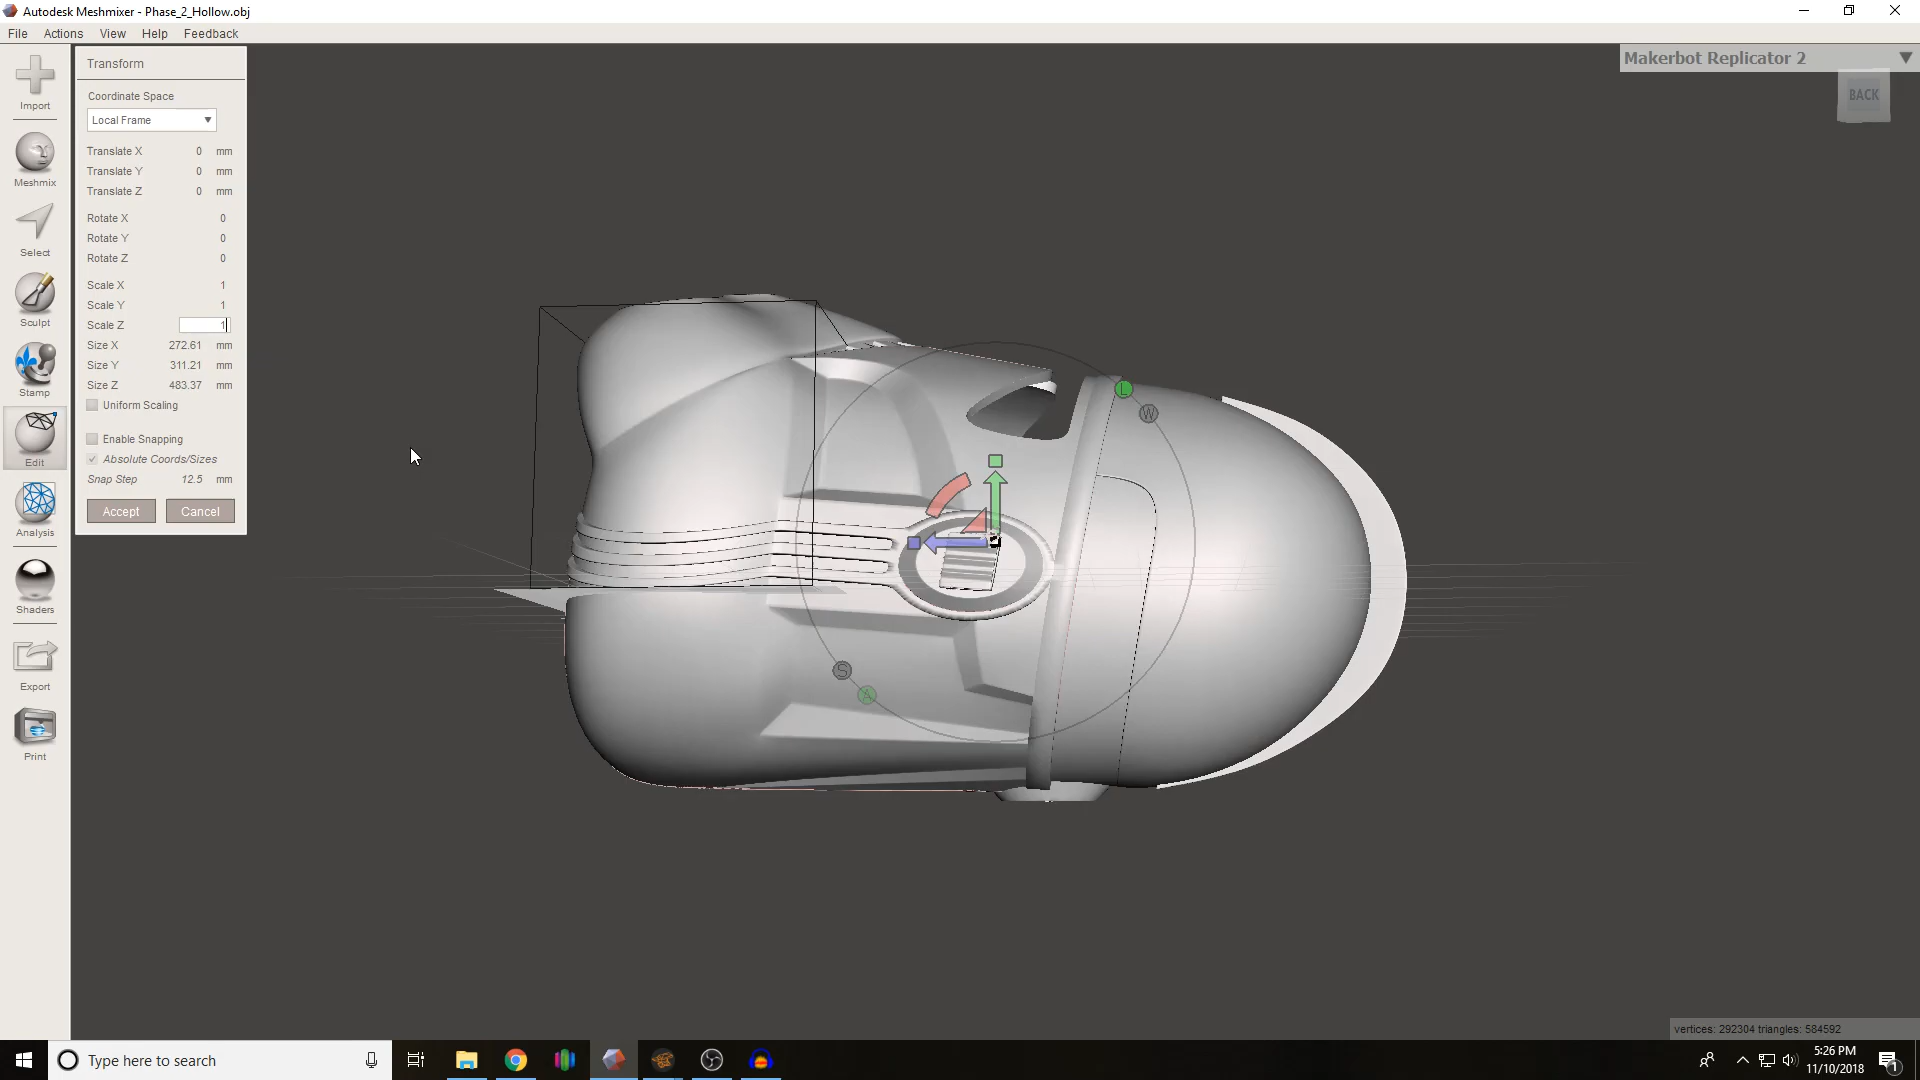 Autodesk Meshmixer - Phase_2_Hollow.obj
File Actions View Help Feedback
Makerbot Replicator 2
BACK
Import
Meshmix
Select
Sculpt
Stamp
Edit
Analysis
Shaders
Export
Print
Transform
Coordinate Space
Local Frame
Translate X 0 mm
Translate Y 0 mm
Translate Z 0 mm
Rotate X 0
Rotate Y 0
Rotate Z 0
Scale X 1
Scale Y 1
Scale Z 1
Size X 272.61 mm
Size Y 311.21 mm
Size Z 483.37 mm
Uniform Scaling
Enable Snapping
Absolute Coords/Sizes
Snap Step 12.5 mm
Accept Cancel
L
W
S
A
vertices: 292304 triangles: 584592
Type here to search
5:26 PM
11/10/2018
1